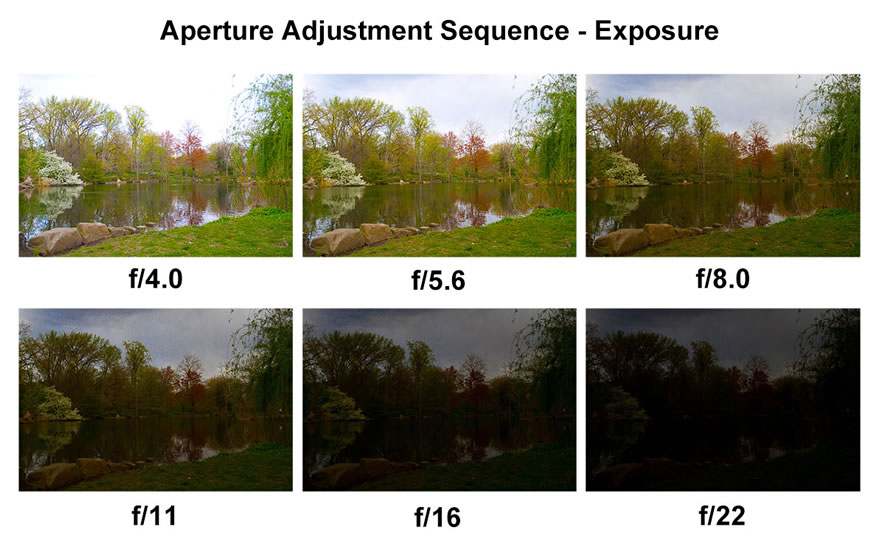 Aperture Adjustment Sequence - Exposure
f/4.0
f/5.6
f/8.0
f/11
f/16
f/22